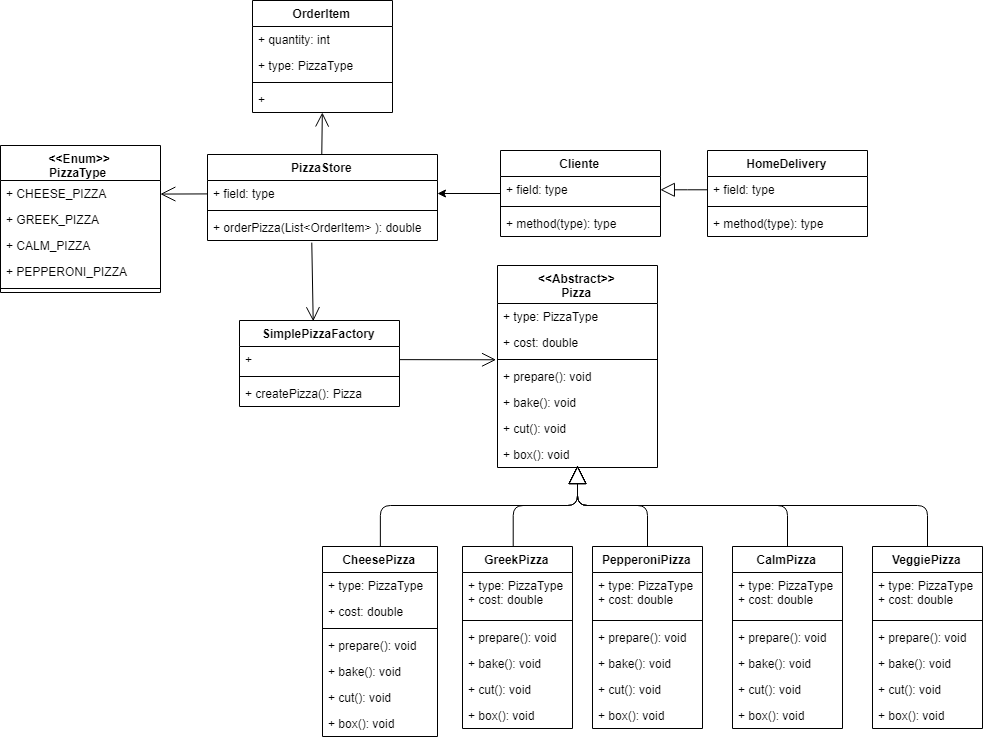 OrderItem
+ quantity: int
+ type: PizzaType
+
<<Enum>>
PizzaType
+ CHEESE_PIZZA
+ GREEK_PIZZA
+ CALM_PIZZA
+ PEPPERONI_PIZZA
PizzaStore
+ field: type
+ orderPizza(List<OrderItem> ): double
Cliente
+ field: type
+ method(type): type
HomeDelivery
+ field: type
+ method(type): type
SimplePizzaFactory
+
+ createPizza(): Pizza
<<Abstract>>
Pizza
+ type: PizzaType
+ cost: double
+ prepare(): void
+ bake(): void
+ cut(): void
+ box(): void
CheesePizza
+ type: PizzaType
+ cost: double
+ prepare(): void
+ bake(): void
+ cut(): void
+ box(): void
GreekPizza
+ type: PizzaType
+ cost: double
+ prepare(): void
+ bake(): void
+ cut(): void
+ box(): void
PepperoniPizza
+ type: PizzaType
+ cost: double
+ prepare(): void
+ bake(): void
+ cut(): void
+ box(): void
CalmPizza
+ type: PizzaType
+ cost: double
+ prepare(): void
+ bake(): void
+ cut(): void
+ box(): void
VeggiePizza
+ type: PizzaType
+ cost: double
+ prepare(): void
+ bake(): void
+ cut(): void
+ box(): void